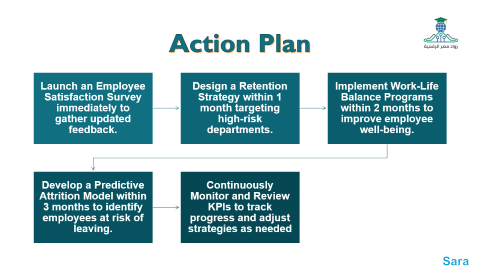 رواد مصر الرقمية
Action Plan
Launch an Employee
Satisfaction Survey
immediately to
gather updated
feedback.
Design a Retention
Strategy within 1
month targeting
high-risk
departments.
Implement Work-Life
Balance Programs
within 2 months to
improve employee
well-being.
Develop a Predictive
Attrition Model within
3 months to identify
employees at risk of
leaving.
Continuously
Monitor and Review
KPIs to track
progress and adjust
strategies as needed
Sara